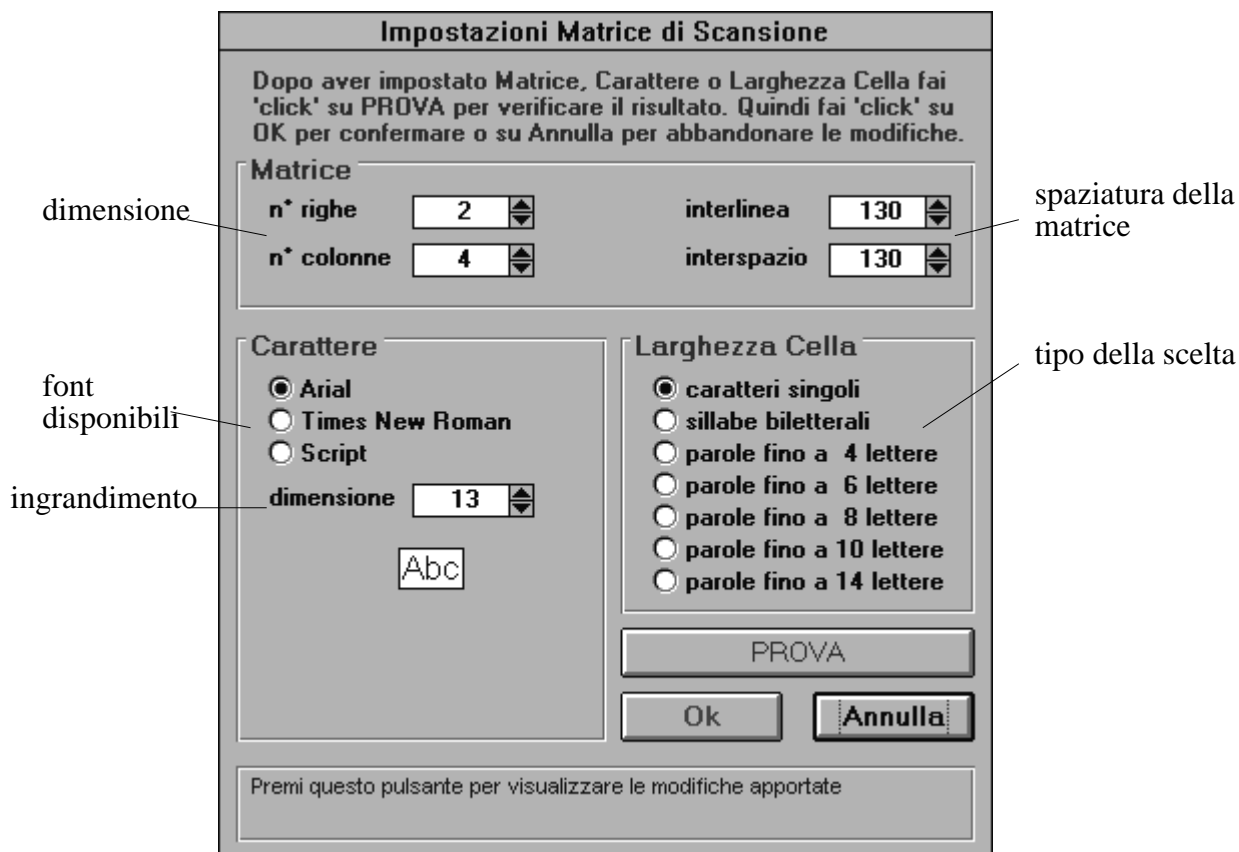 Impostazioni Matrice di Scansione
Dopo aver impostato Matrice, Carattere o Larghezza Cella fai
'click' su PROVA per verificare il risultato. Quindi fai 'click' su
OK per confermare o su Annulla per abbandonare le modifiche.
Matrice
dimensione
n° righe 2
interlinea 130
n° colonne 4
interspazio 130
spaziatura della
matrice
Carattere
font
disponibili
Arial
Times New Roman
Script
ingrandimento
dimensione 13
Abc
Larghezza Cella
tipo della scelta
caratteri singoli
sillabe biletterali
parole fino a 4 lettere
parole fino a 6 lettere
parole fino a 8 lettere
parole fino a 10 lettere
parole fino a 14 lettere
PROVA
Ok Annulla
Premi questo pulsante per visualizzare le modifiche apportate